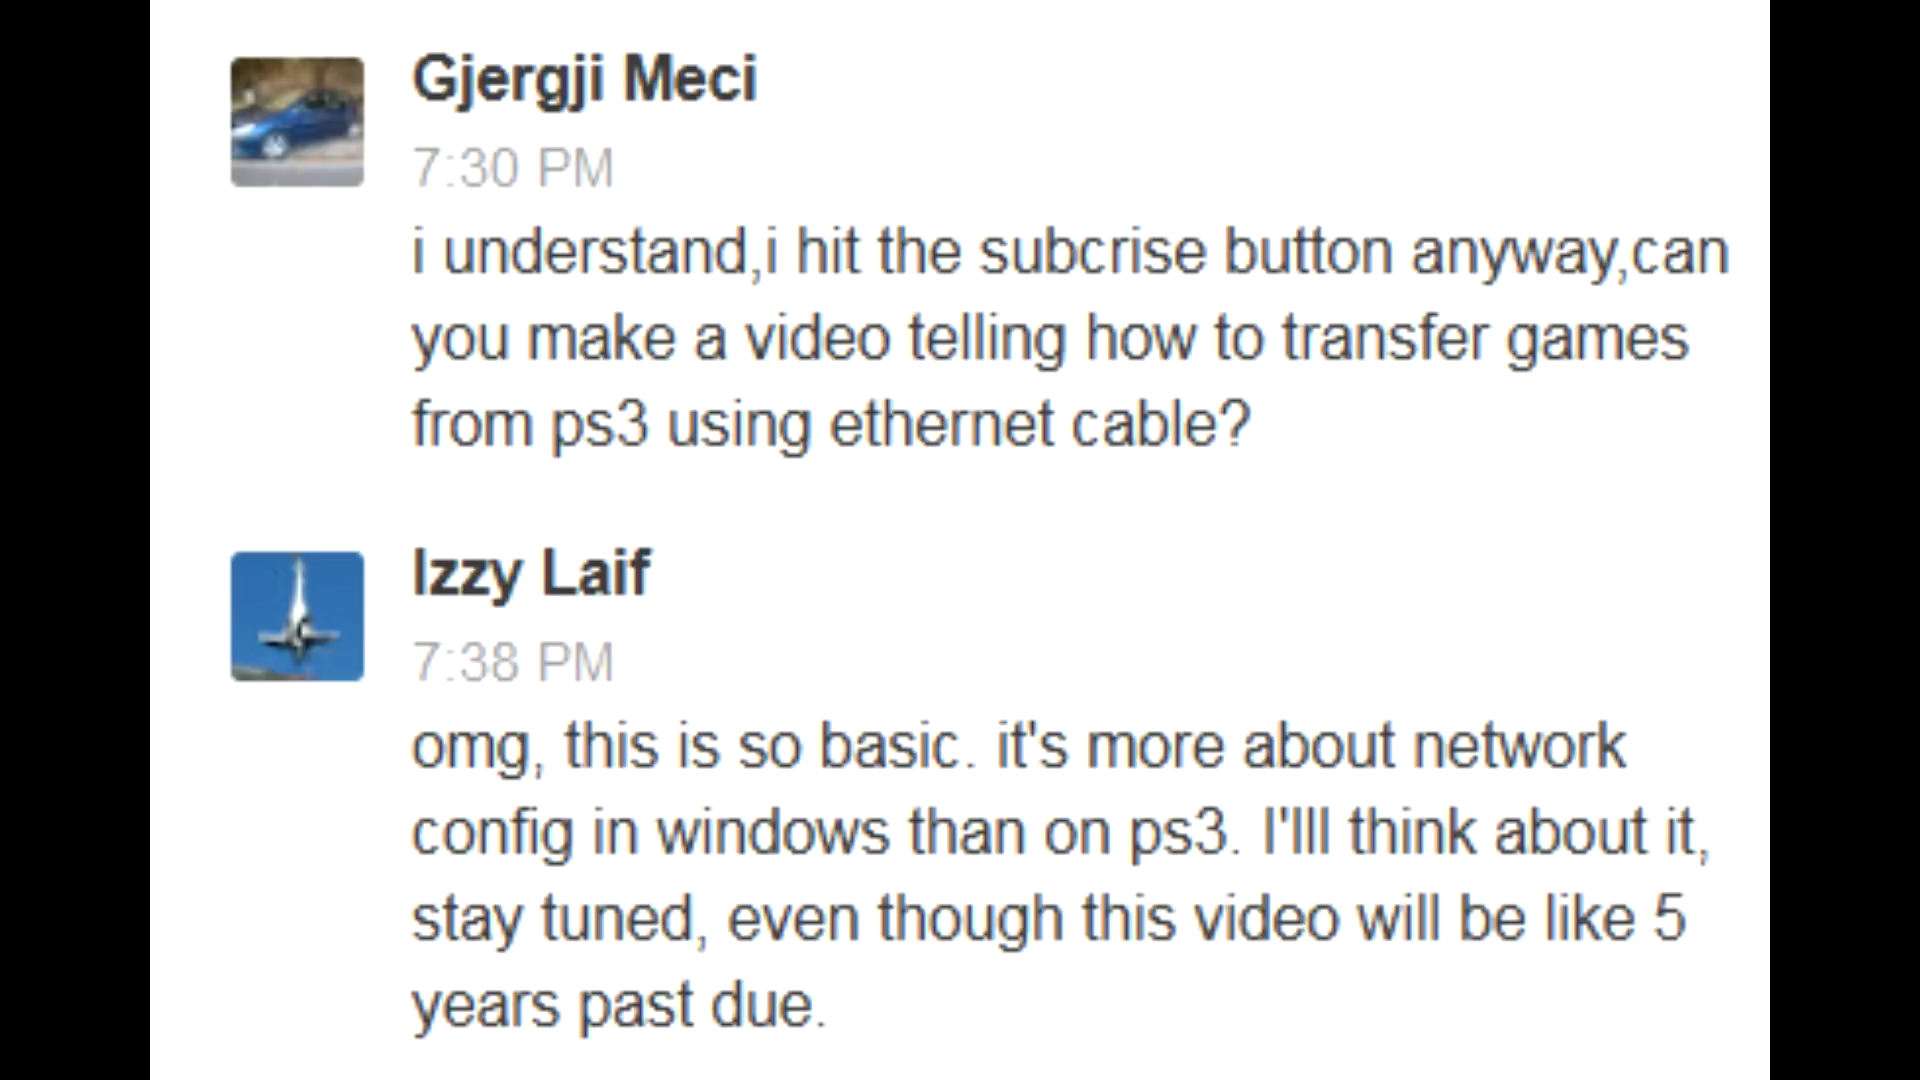 Gjergji Meci
7:30 PM
i understand,i hit the subcrise button anyway,can
you make a video telling how to transfer games
from ps3 using ethernet cable?
Izzy Laif
7:38 PM
omg, this is so basic. it's more about network
config in windows than on ps3. I'lll think about it,
stay tuned, even though this video will be like 5
years past due.